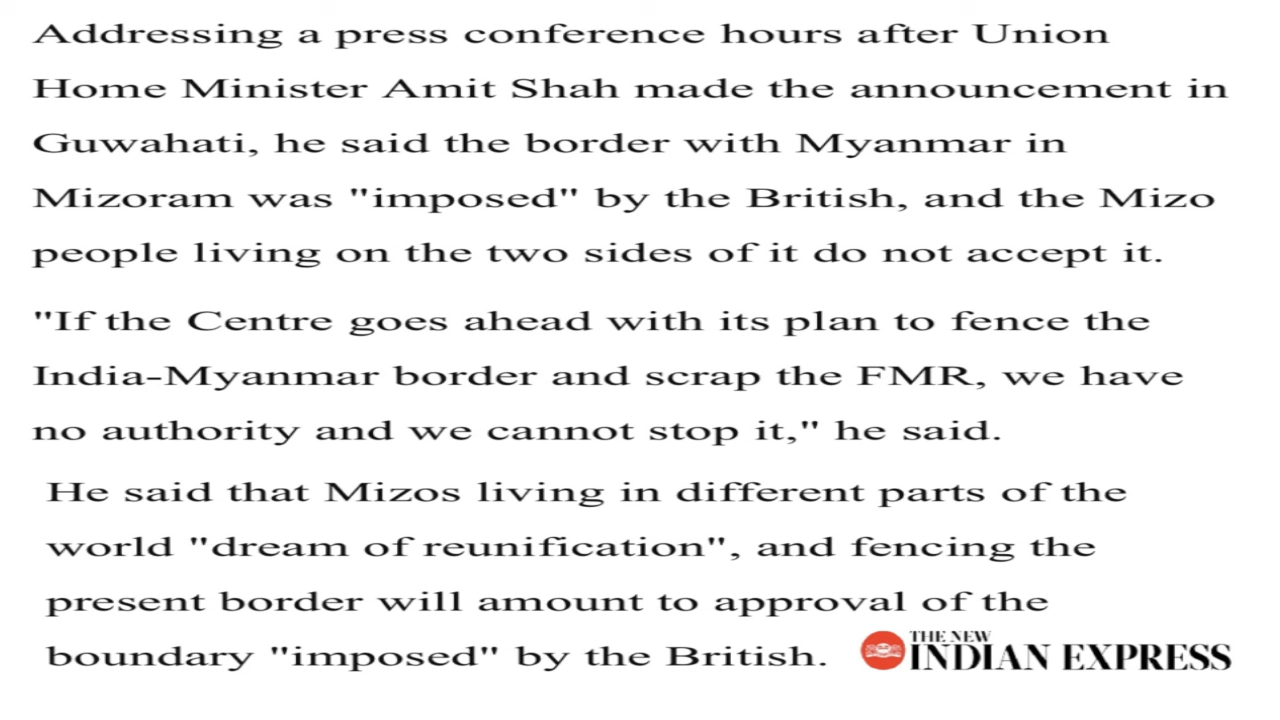 Addressing a press conference hours after Union
Home Minister Amit Shah made the announcement in
Guwahati, he said the border with Myanmar in
Mizoram was "imposed" by the British, and the Mizo
people living on the two sides of it do not accept it.
"If the Centre goes ahead with its plan to fence the
India-Myanmar border and scrap the FMR, we have
no authority and we cannot stop it," he said.
He said that Mizos living in different parts of the
world "dream of reunification", and fencing the
present border will amount to approval of the
boundary "imposed" by the British.
THE NEW
INDIAN EXPRESS